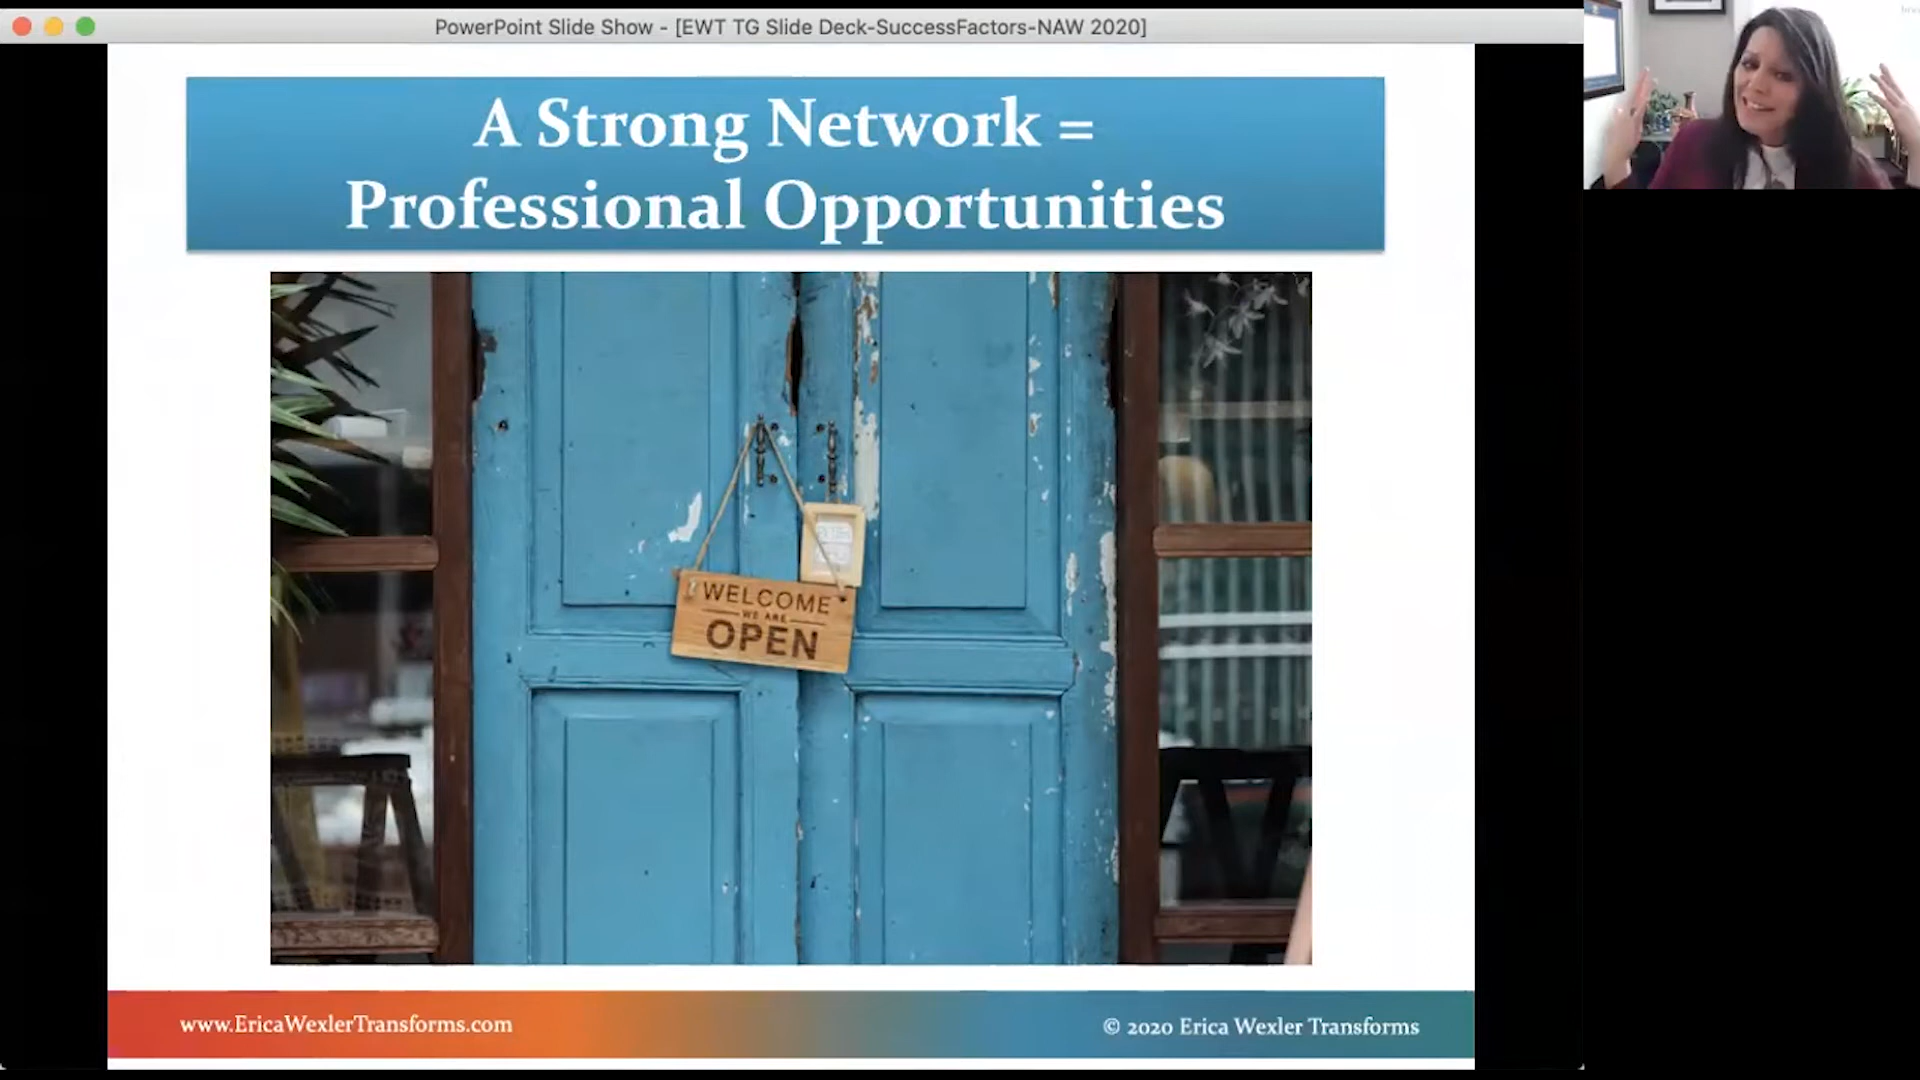 PowerPoint Slide Show - [EWT TG Slide Deck-SuccessFactors-NAW 2020]
A Strong Network =
Professional Opportunities
WELCOME
WE ARE
OPEN
www.EricaWexlerTransforms.com
© 2020 Erica Wexler Transforms